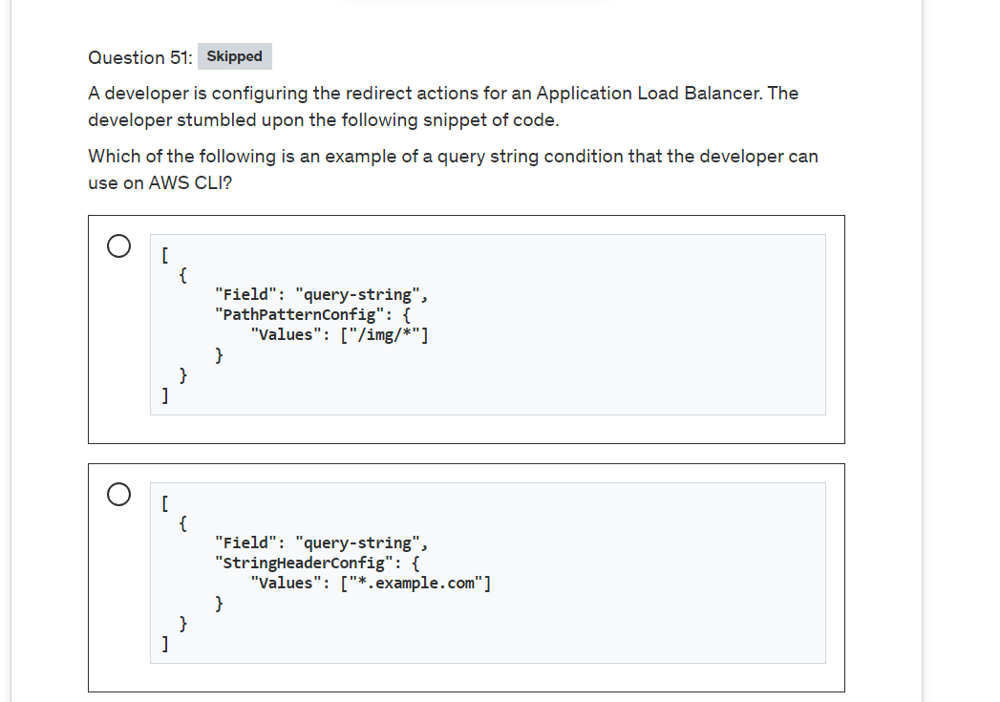 Question 51: Skipped
A developer is configuring the redirect actions for an Application Load Balancer. The
developer stumbled upon the following snippet of code.
Which of the following is an example of a query string condition that the developer can
use on AWS CLI?
[
  {
      "Field": "query-string",
      "PathPatternConfig": {
          "Values": ["/img/*"]
      }
  }
]
[
  {
      "Field": "query-string",
      "StringHeaderConfig": {
          "Values": ["*.example.com"]
      }
  }
]